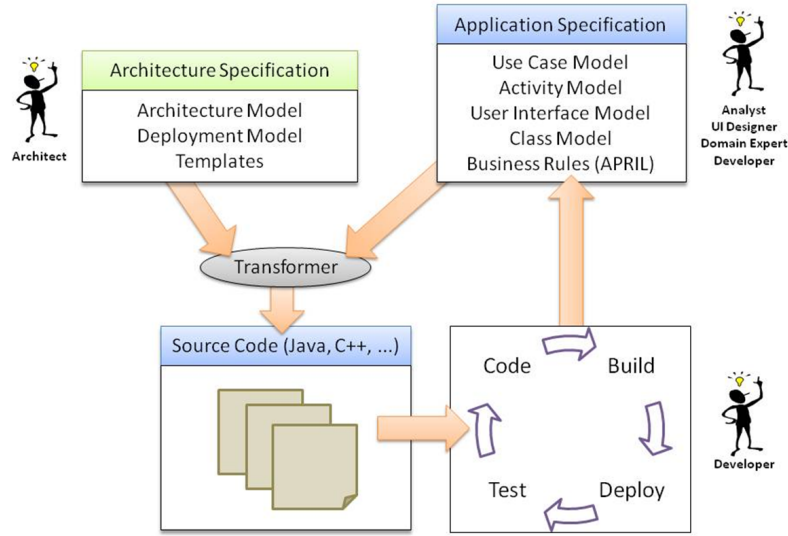 Architecture Specification
Architecture Model
Deployment Model
Templates
Architect
Application Specification
Use Case Model
Activity Model
User Interface Model
Class Model
Business Rules (APRIL)
Analyst
UI Designer
Domain Expert
Developer
Transformer
Source Code (Java, C++, ...)
Code
Build
Test
Deploy
Developer